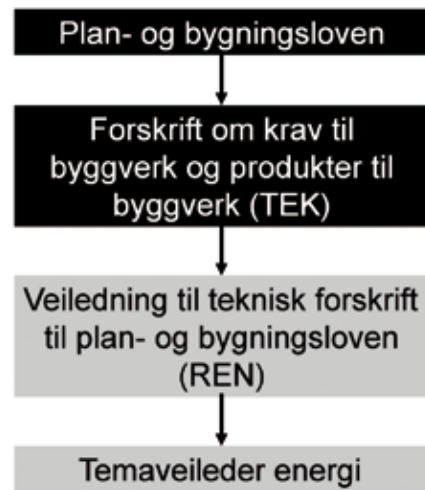 Plan- og bygningsloven
Forskrift om krav til
byggverk og produkter til
byggverk (TEK)
Veiledning til teknisk forskrift
til plan- og bygningsloven
(REN)
Temaveileder energi